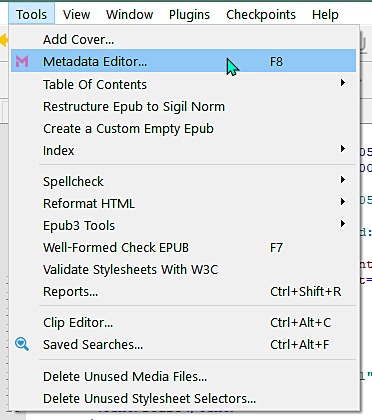 Tools View Window Plugins Checkpoints Help
Add Cover...
Metadata Editor... F8
Table Of Contents
Restructure Epub to Sigil Norm
Create a Custom Empty Epub
Index
Spellcheck
Reformat HTML
Epub3 Tools
Well-Formed Check EPUB F7
Validate Stylesheets With W3C
Reports... Ctrl+Shift+R
Clip Editor... Ctrl+Alt+C
Saved Searches... Ctrl+Alt+F
Delete Unused Media Files...
Delete Unused Stylesheet Selectors...